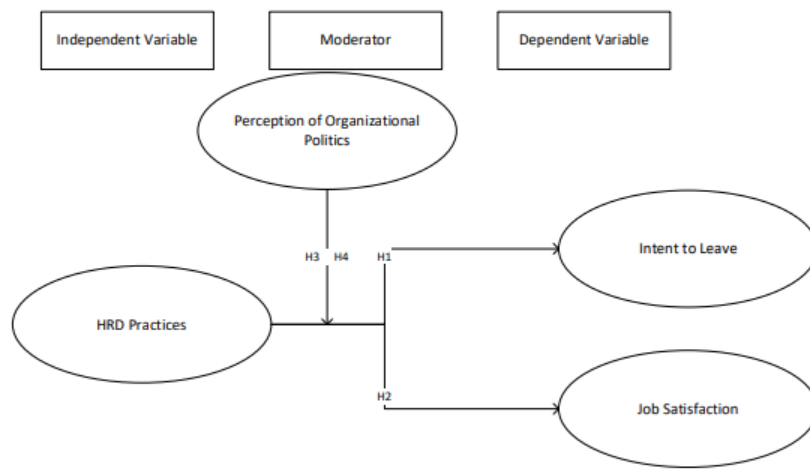 Independent Variable
Moderator
Dependent Variable
Perception of Organizational
Politics
H3 H4 H1
Intent to Leave
HRD Practices
H2
Job Satisfaction